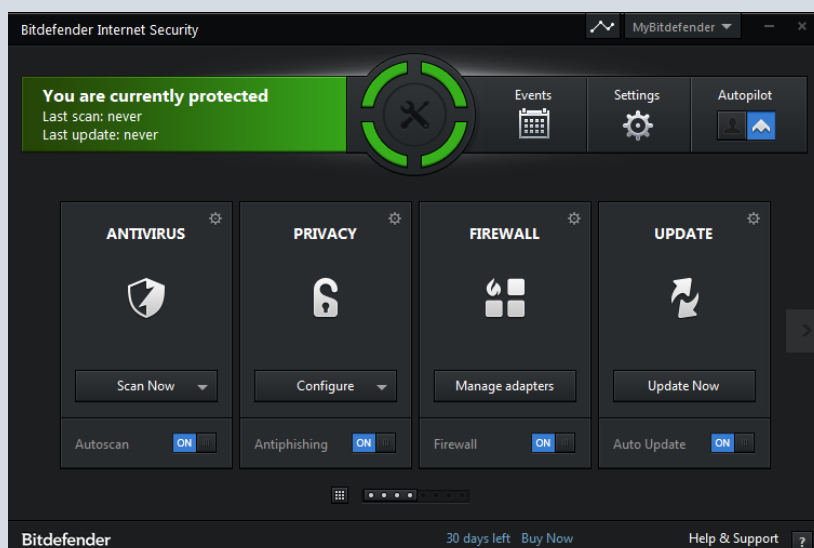 Bitdefender Internet Security
MyBitdefender
You are currently protected
Last scan: never
Last update: never
Events
Settings
Autopilot
ANTIVIRUS
PRIVACY
FIREWALL
UPDATE
Scan Now
Configure
Manage adapters
Update Now
Autoscan
ON
Antiphishing
ON
Firewall
ON
Auto Update
ON
Bitdefender
30 days left
Buy Now
Help & Support
?